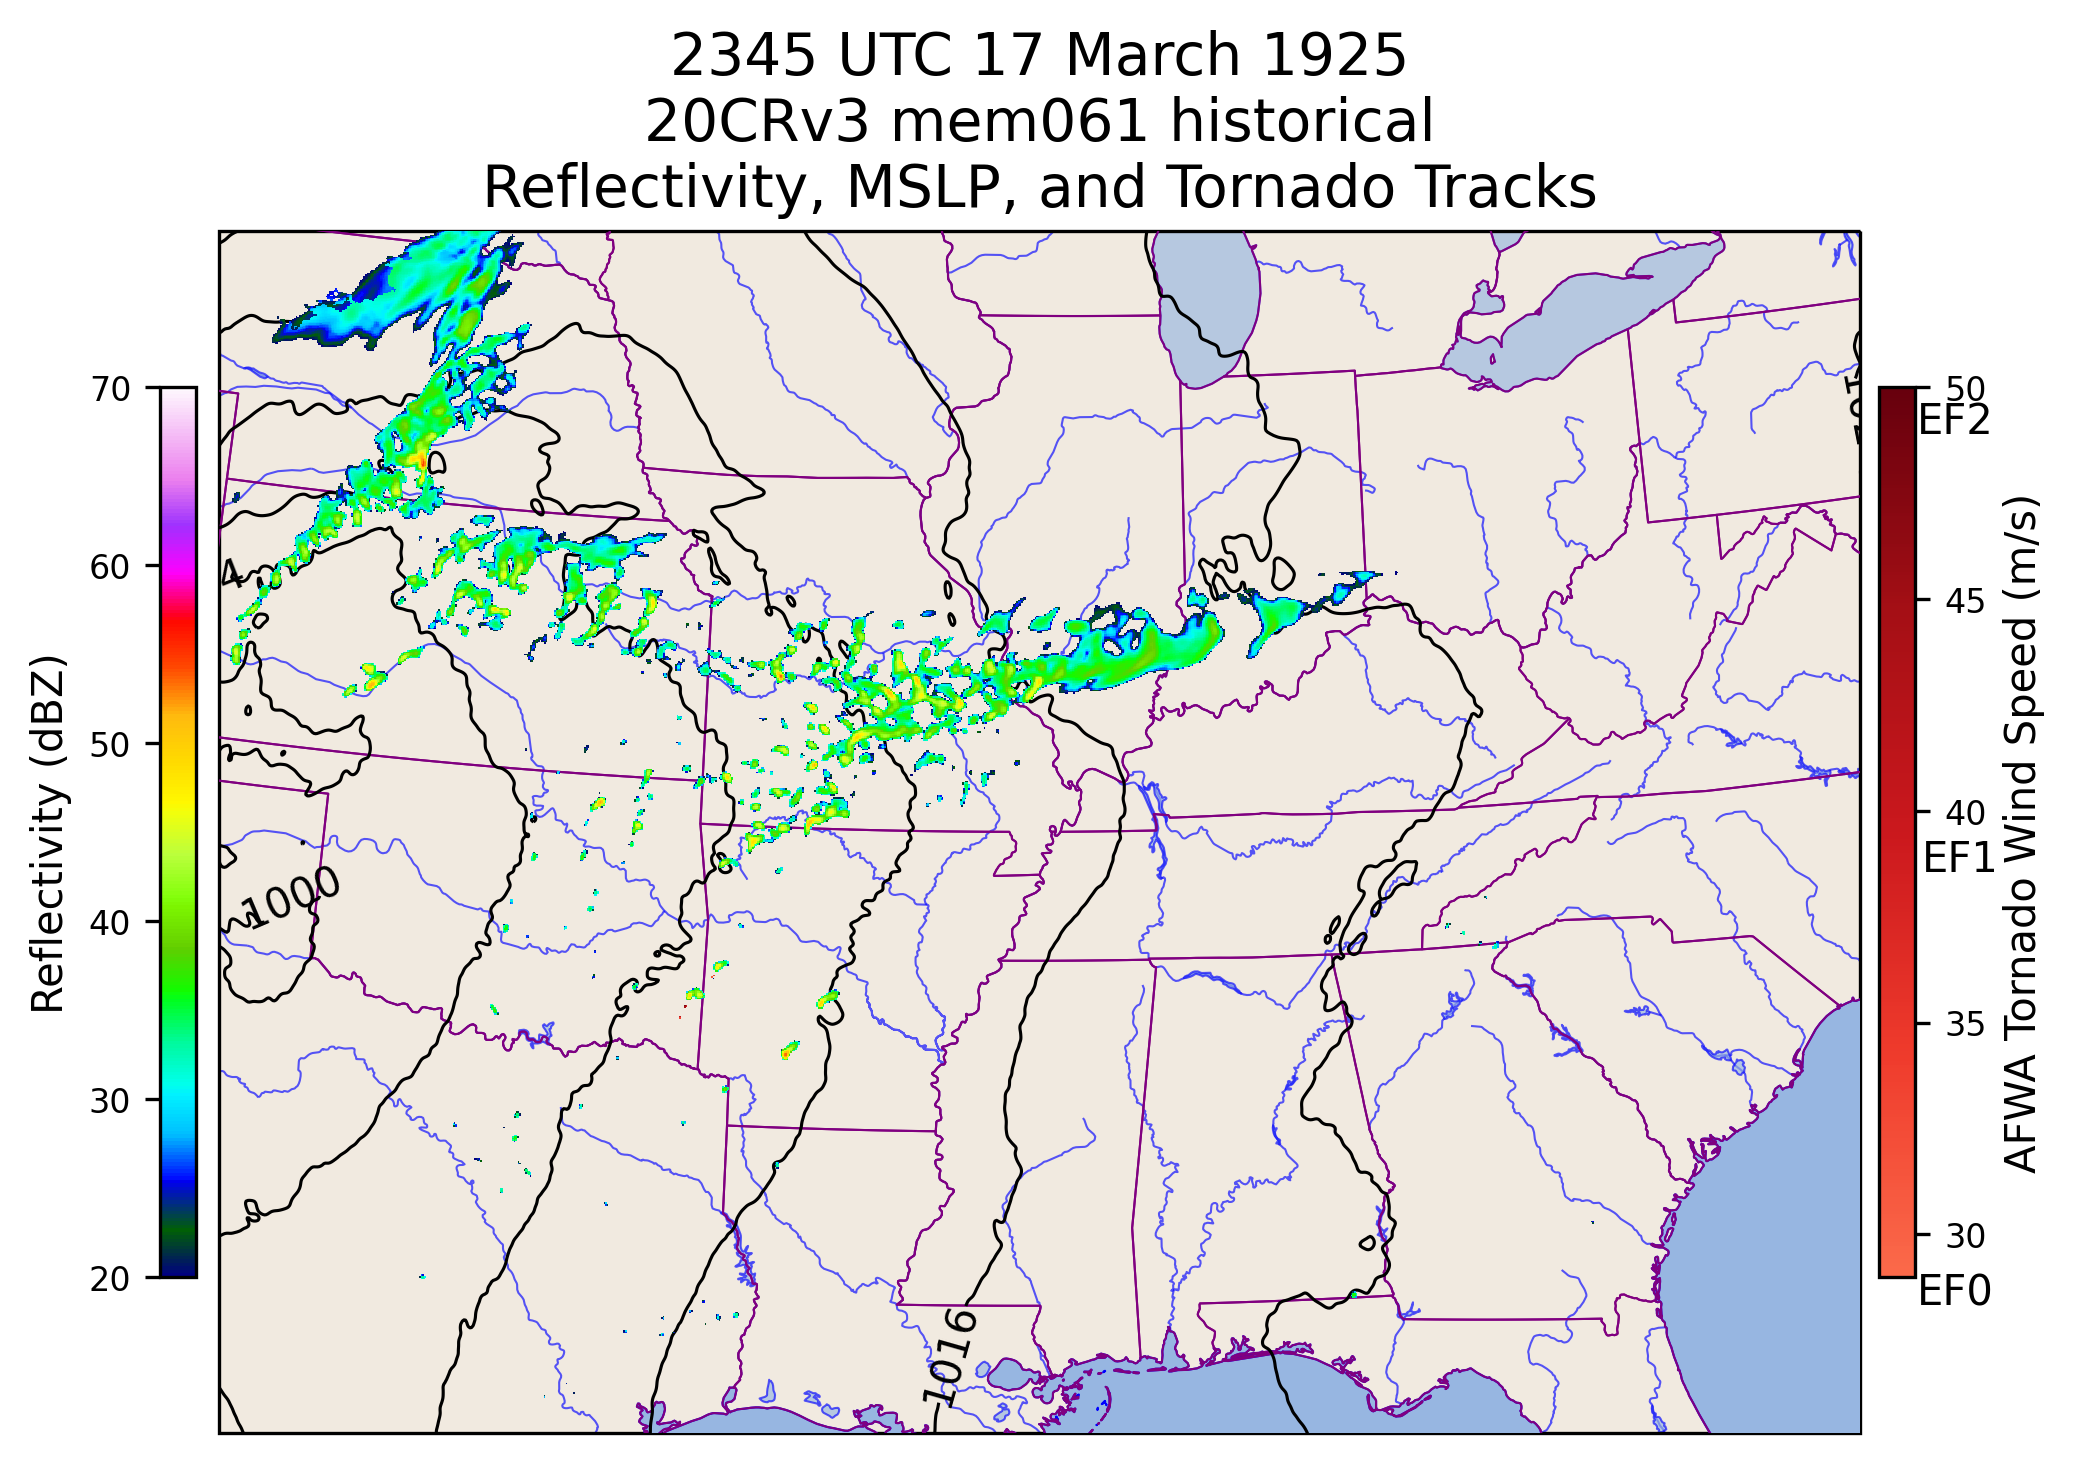 2345 UTC 17 March 1925
20CRv3 mem061 historical
Reflectivity, MSLP, and Tornado Tracks
Reflectivity (dBZ)
70
60
50
40
30
20
4
1000
1016
50
EF2
45
40
EF1
35
30
EF0
AFWA Tornado Wind Speed (m/s)